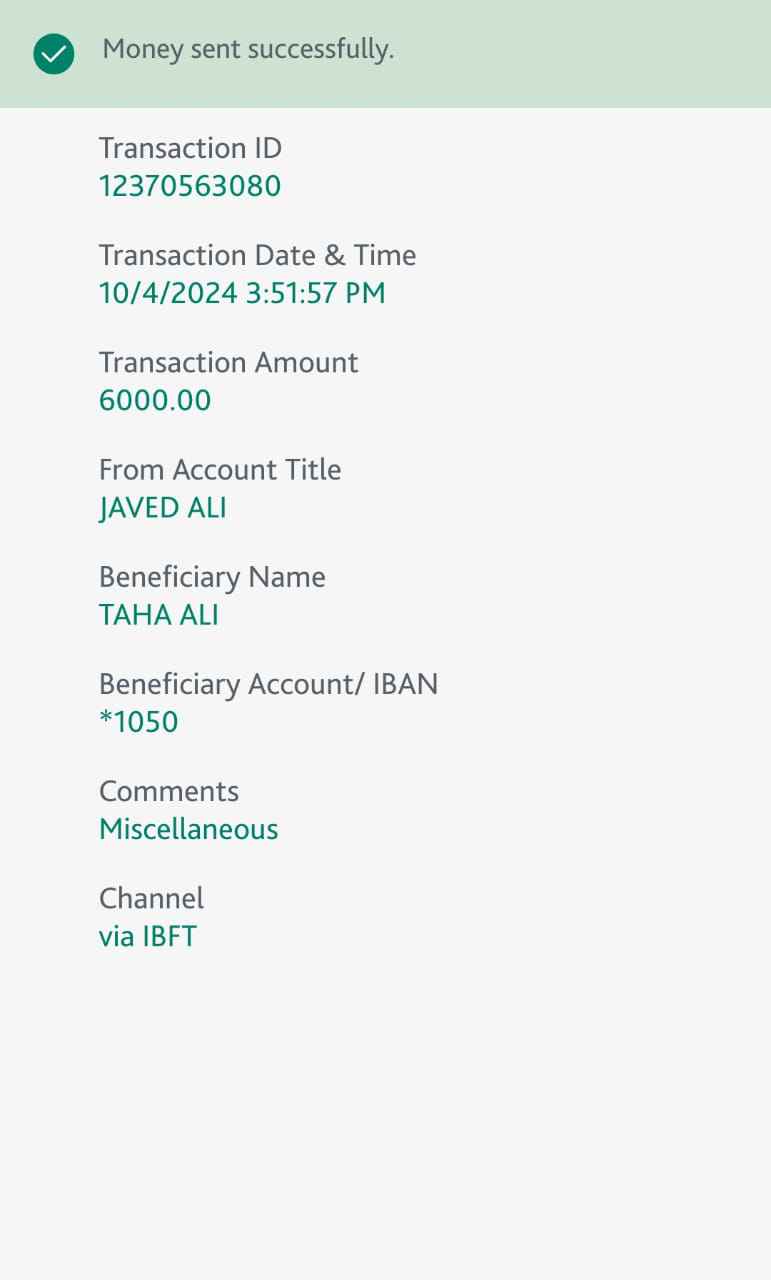 Money sent successfully.
Transaction ID
12370563080
Transaction Date & Time
10/4/2024 3:51:57 PM
Transaction Amount
6000.00
From Account Title
JAVED ALI
Beneficiary Name
TAHA ALI
Beneficiary Account/ IBAN
*1050
Comments
Miscellaneous
Channel
via IBFT